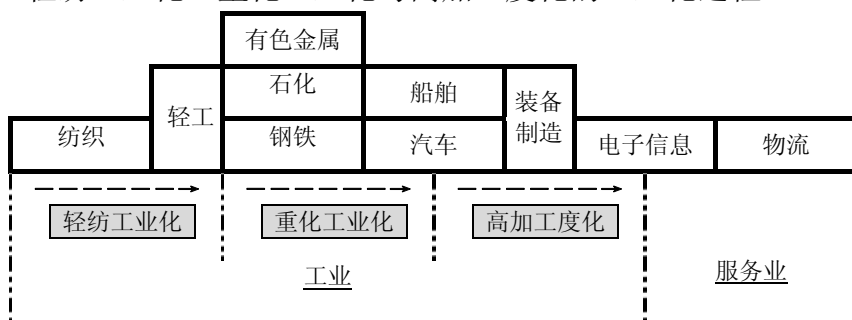 有色金属
石化
船舶
轻工
装备
制造
纺织
钢铁
汽车
电子信息
物流
轻纺工业化
重化工业化
高加工度化
工业
服务业